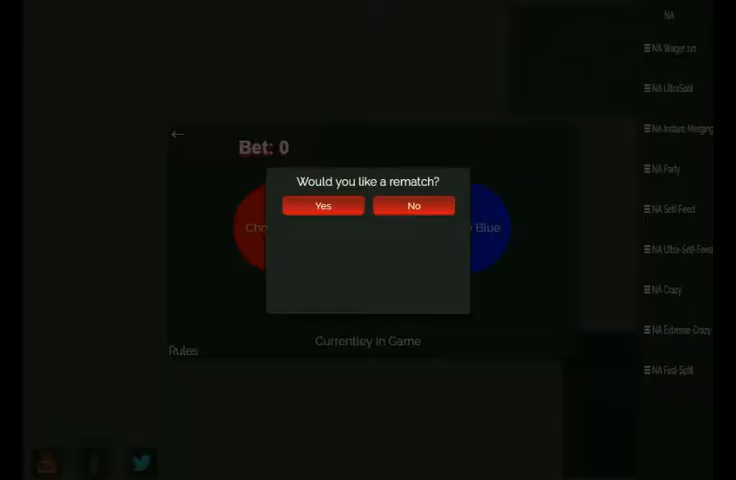 NA
NA Wager.xn
NA UltraSplit
NA Instant-Merging
←
Bet: 0
NA Party
Would you like a rematch?
Yes No
NA Self-Feed
Cho
Blue
NA Ultra-Self-Feed
NA Crazy
NA Extreme-Crazy
Currentley In Game
Rules
NA Fast-Split